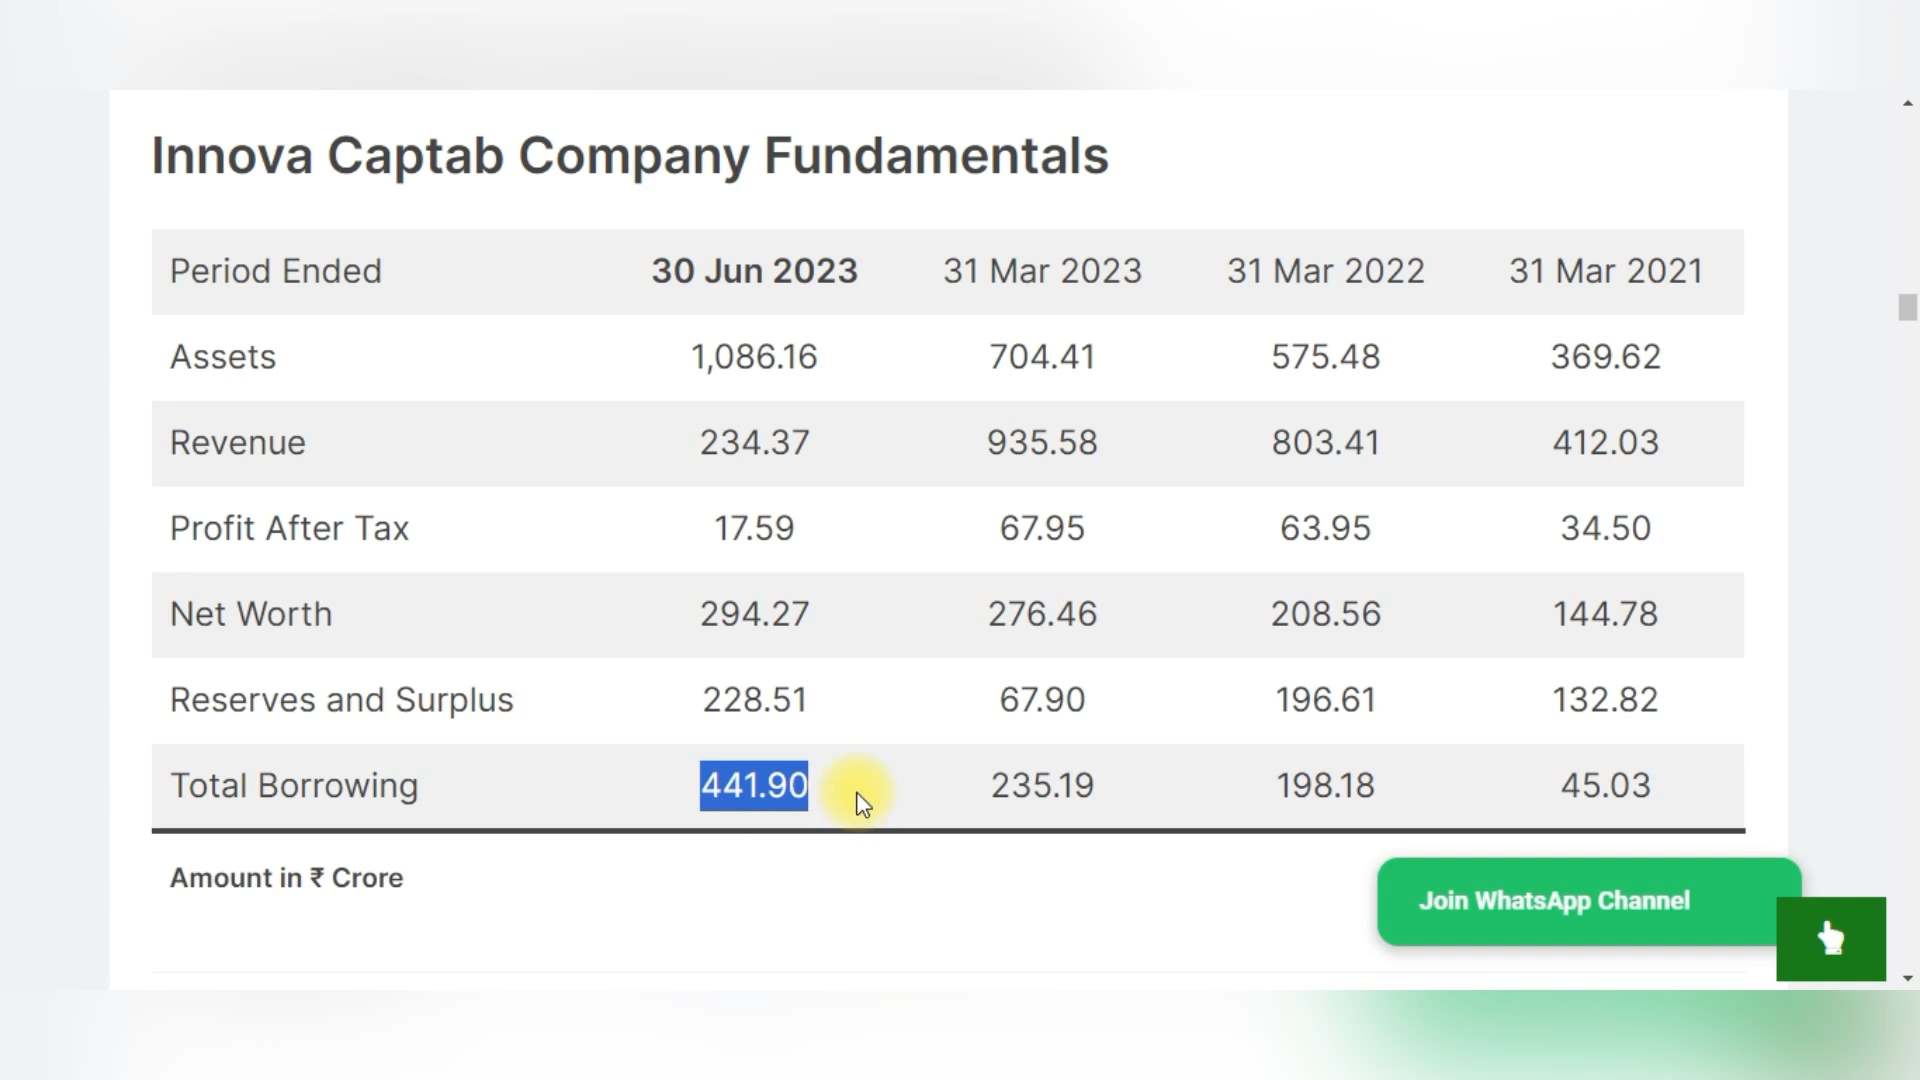 Innova Captab Company Fundamentals
Period Ended 30 Jun 2023 31 Mar 2023 31 Mar 2022 31 Mar 2021
Assets 1,086.16 704.41 575.48 369.62
Revenue 234.37 935.58 803.41 412.03
Profit After Tax 17.59 67.95 63.95 34.50
Net Worth 294.27 276.46 208.56 144.78
Reserves and Surplus 228.51 67.90 196.61 132.82
Total Borrowing 441.90 235.19 198.18 45.03
Amount in ₹ Crore
Join WhatsApp Channel